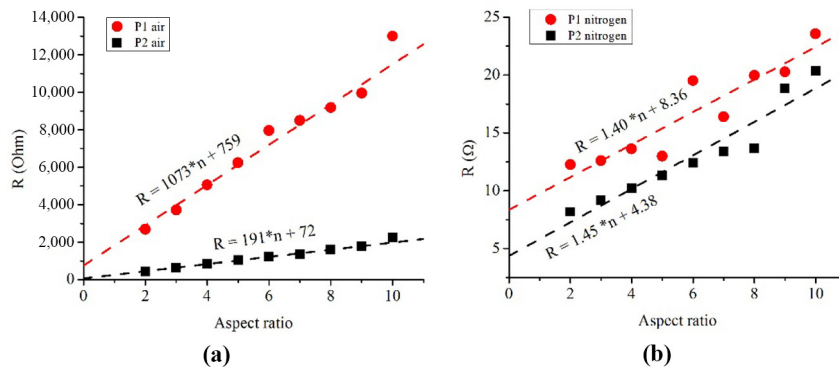 P1 air
P2 air
14,000
12,000
10,000
8,000
6,000
4,000
2,000
0
R (Ohm)
R = 1073*n + 759
R = 191*n + 72
0 2 4 6 8 10
Aspect ratio
(a)
P1 nitrogen
P2 nitrogen
25
20
15
10
5
R (Ω)
R = 1.40 *n + 8.36
R = 1.45 *n + 4.38
0 2 4 6 8 10
Aspect ratio
(b)